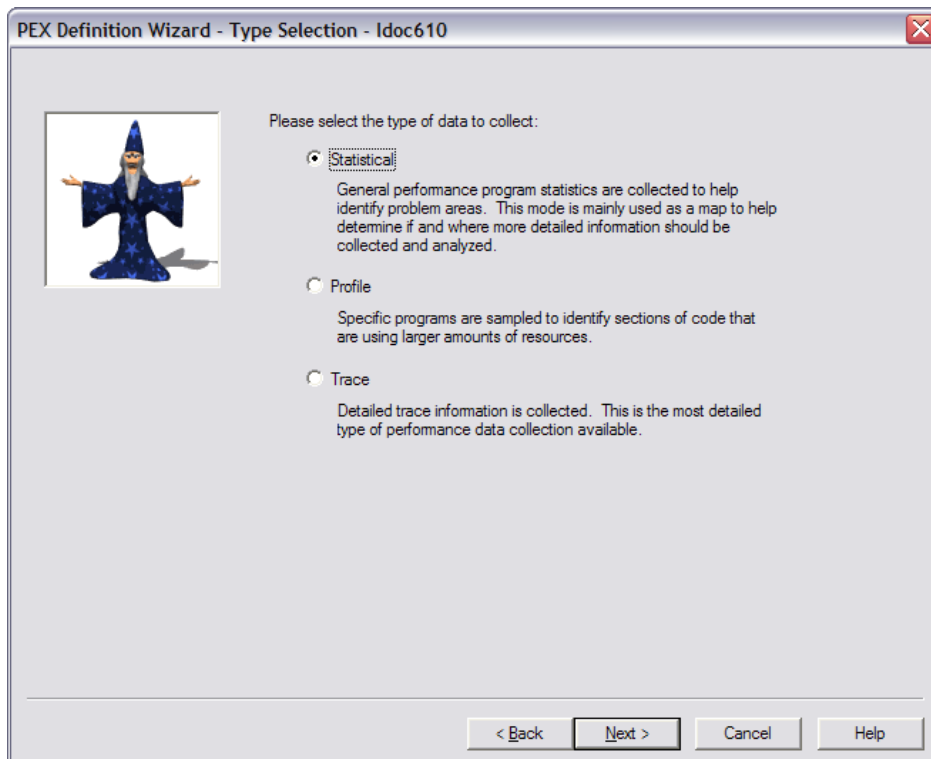 PEX Definition Wizard - Type Selection - Idoc610
Please select the type of data to collect:
Statistical
General performance program statistics are collected to help
identify problem areas. This mode is mainly used as a map to help
determine if and where more detailed information should be
collected and analyzed.
Profile
Specific programs are sampled to identify sections of code that
are using larger amounts of resources.
Trace
Detailed trace information is collected. This is the most detailed
type of performance data collection available.
< Back
Next >
Cancel
Help